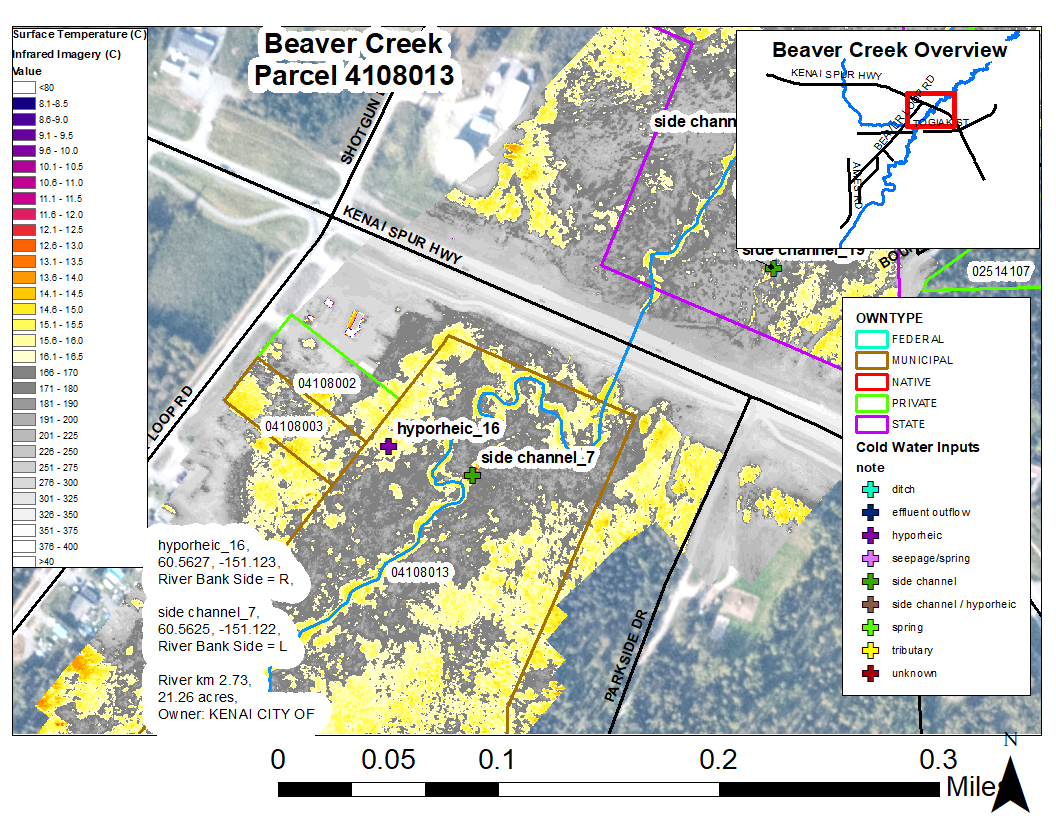 Surface Temperature (C)
Infrared Imagery (C)
Value
<80
8.1-8.5
8.6-9.0
9.1 - 9.5
9.6 - 10.0
10.1 - 10.5
10.6 - 11.0
11.1 - 11.5
11.6 - 12.0
12.1 - 12.5
12.6 - 13.0
13.1 - 13.5
13.6 - 14.0
14.1 - 14.5
14.6 - 15.0
15.1 - 15.5
15.6 - 16.0
16.1 - 16.5
166 - 170
171 - 180
181 - 190
191 - 200
201 - 225
226 - 250
251 - 275
276 - 300
301 - 325
326 - 350
351 - 375
376 - 400
>40
Beaver Creek
Parcel 4108013
SHOTGUN
KENAI SPUR HWY
LOOP RD
side chann
side channel_19
02514107
04108002
04108003
hyporheic_16
side channel_7
04108013
PARKSIDE DR
hyporheic_16,
60.5627, -151.123,
River Bank Side = R,
side channel_7,
60.5625, -151.122,
River Bank Side = L
River km 2.73,
21.26 acres,
Owner: KENAI CITY OF
Beaver Creek Overview
KENAI SPUR HWY
RD
TOGIAK ST
OWNTYPE
FEDERAL
MUNICIPAL
NATIVE
PRIVATE
STATE
Cold Water Inputs
note
ditch
effluent outflow
hyporheic
seepage/spring
side channel
side channel / hyporheic
spring
tributary
unknown
N
0 0.05 0.1 0.2 0.3
Miles